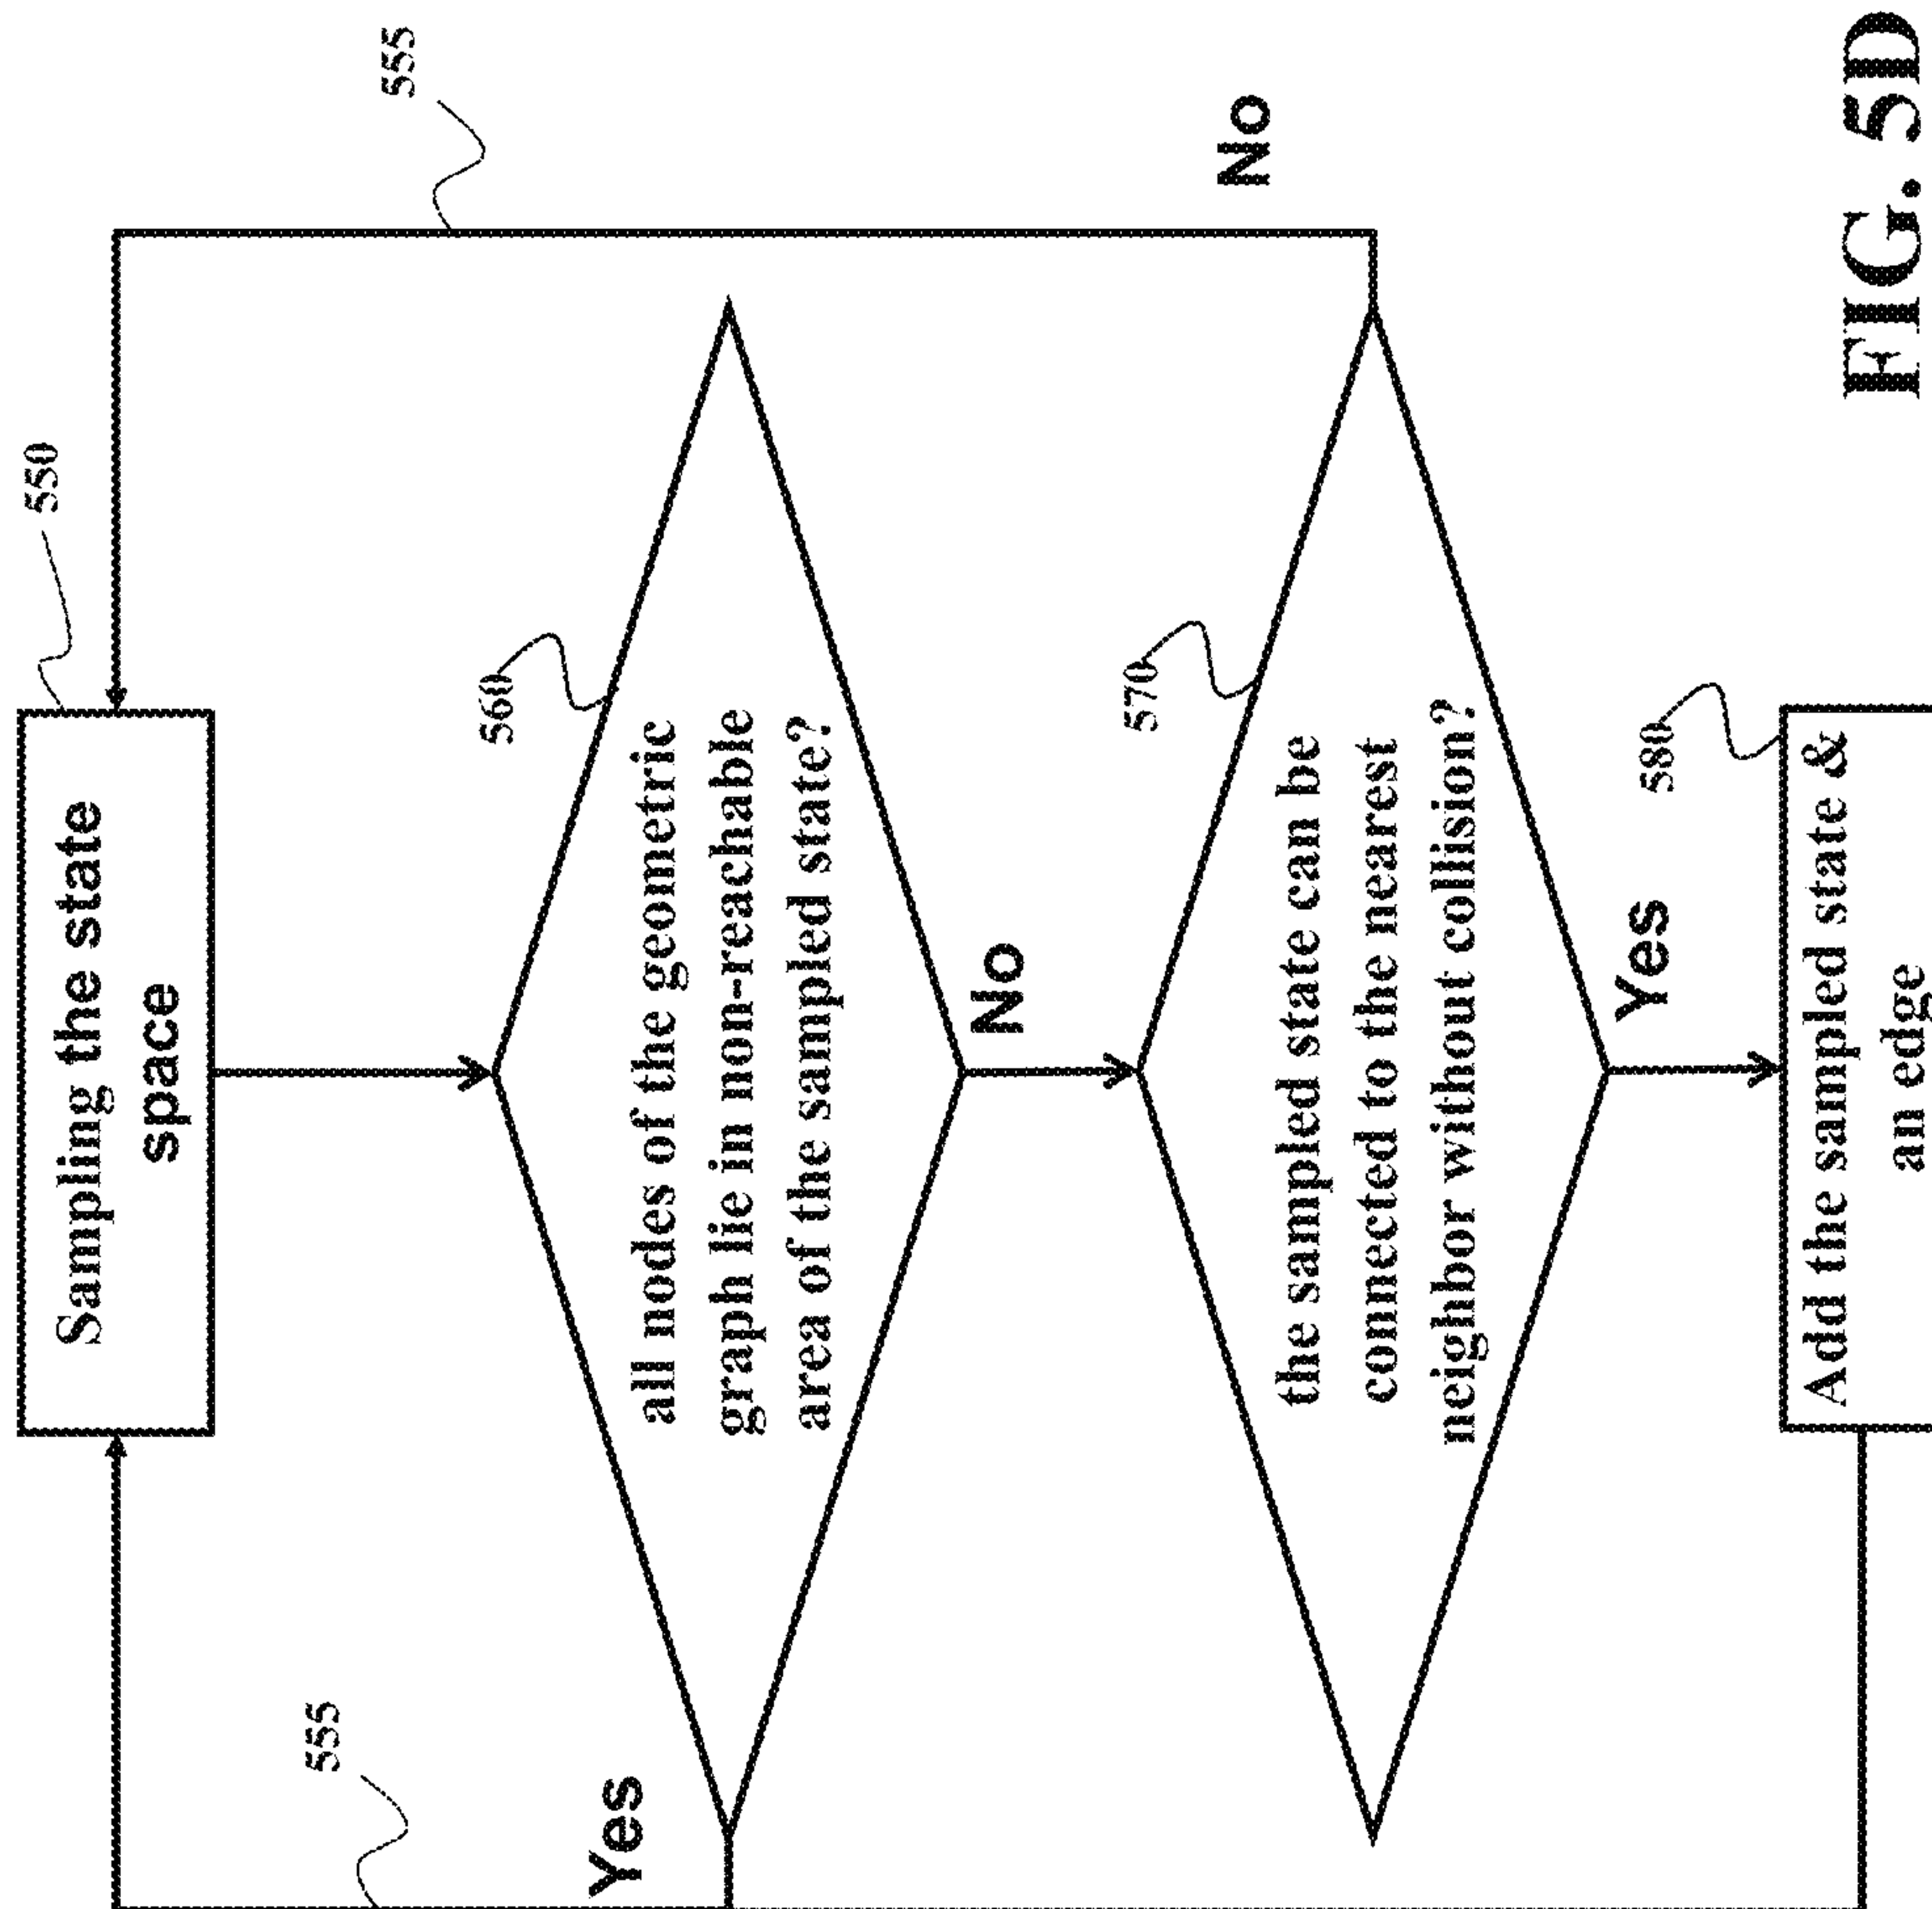 550
Sampling the state
space
555
555
560
all nodes of the geometric
graph lie in non-reachable
area of the sampled state?
Yes
No
570
the sampled state can be
connected to the nearest
neighbor without collision?
No
Yes
580
Add the sampled state &
an edge
FIG. 5D